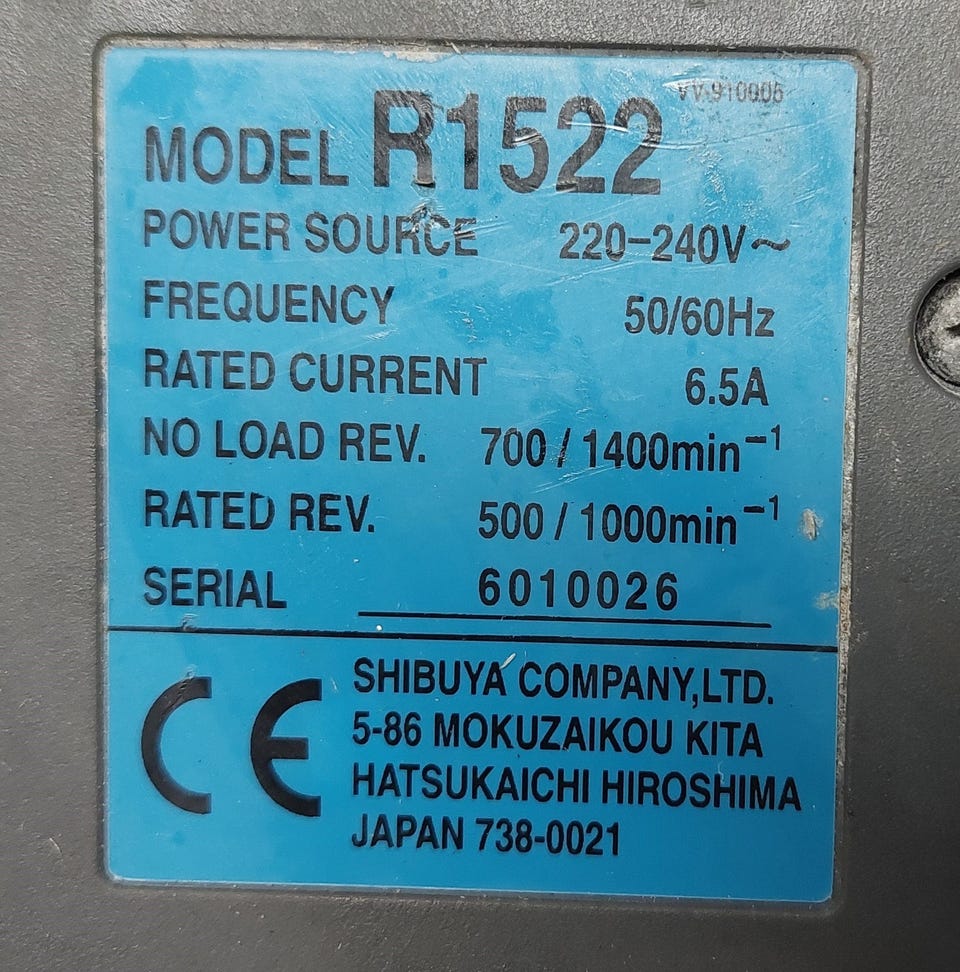 MODEL R1522
POWER SOURCE 220-240V~
FREQUENCY 50/60Hz
RATED CURRENT 6.5A
NO LOAD REV. 700/1400min⁻¹
RATED REV. 500/1000min⁻¹
SERIAL 6010026
CE
SHIBUYA COMPANY,LTD.
5-86 MOKUZAIKOU KITA
HATSUKAICHI HIROSHIMA
JAPAN 738-0021